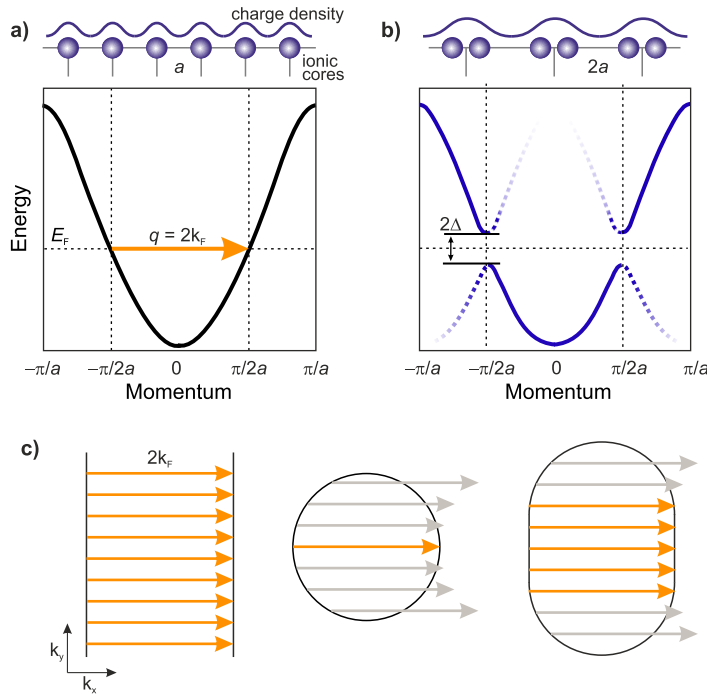 a)
charge density
ionic
cores
a
Energy
E_F
q = 2k_F
−π/a
−π/2a
0
π/2a
π/a
Momentum
b)
2a
2Δ
−π/a
−π/2a
0
π/2a
π/a
Momentum
c)
2k_F
k_y
k_x